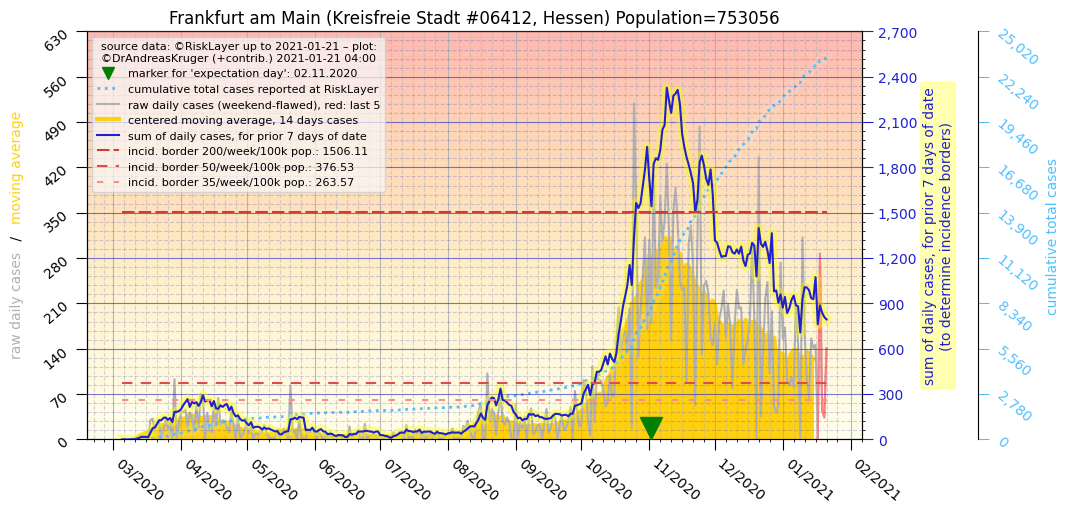 Frankfurt am Main (Kreisfreie Stadt #06412, Hessen) Population=753056
source data: ©RiskLayer up to 2021-01-21 – plot:
©DrAndreasKruger (+contrib.) 2021-01-21 04:00
marker for 'expectation day': 02.11.2020
cumulative total cases reported at RiskLayer
raw daily cases (weekend-flawed), red: last 5
centered moving average, 14 days cases
sum of daily cases, for prior 7 days of date
incid. border 200/week/100k pop.: 1506.11
incid. border 50/week/100k pop.: 376.53
incid. border 35/week/100k pop.: 263.57
raw daily cases / moving average
630
560
490
420
350
280
210
140
70
0
03/2020
04/2020
05/2020
06/2020
07/2020
08/2020
09/2020
10/2020
11/2020
12/2020
01/2021
02/2021
2,700
2,400
2,100
1,800
1,500
1,200
900
600
300
0
sum of daily cases, for prior 7 days of date
(to determine incidence borders)
25,020
22,240
19,460
16,680
13,900
11,120
8,340
5,560
2,780
0
cumulative total cases